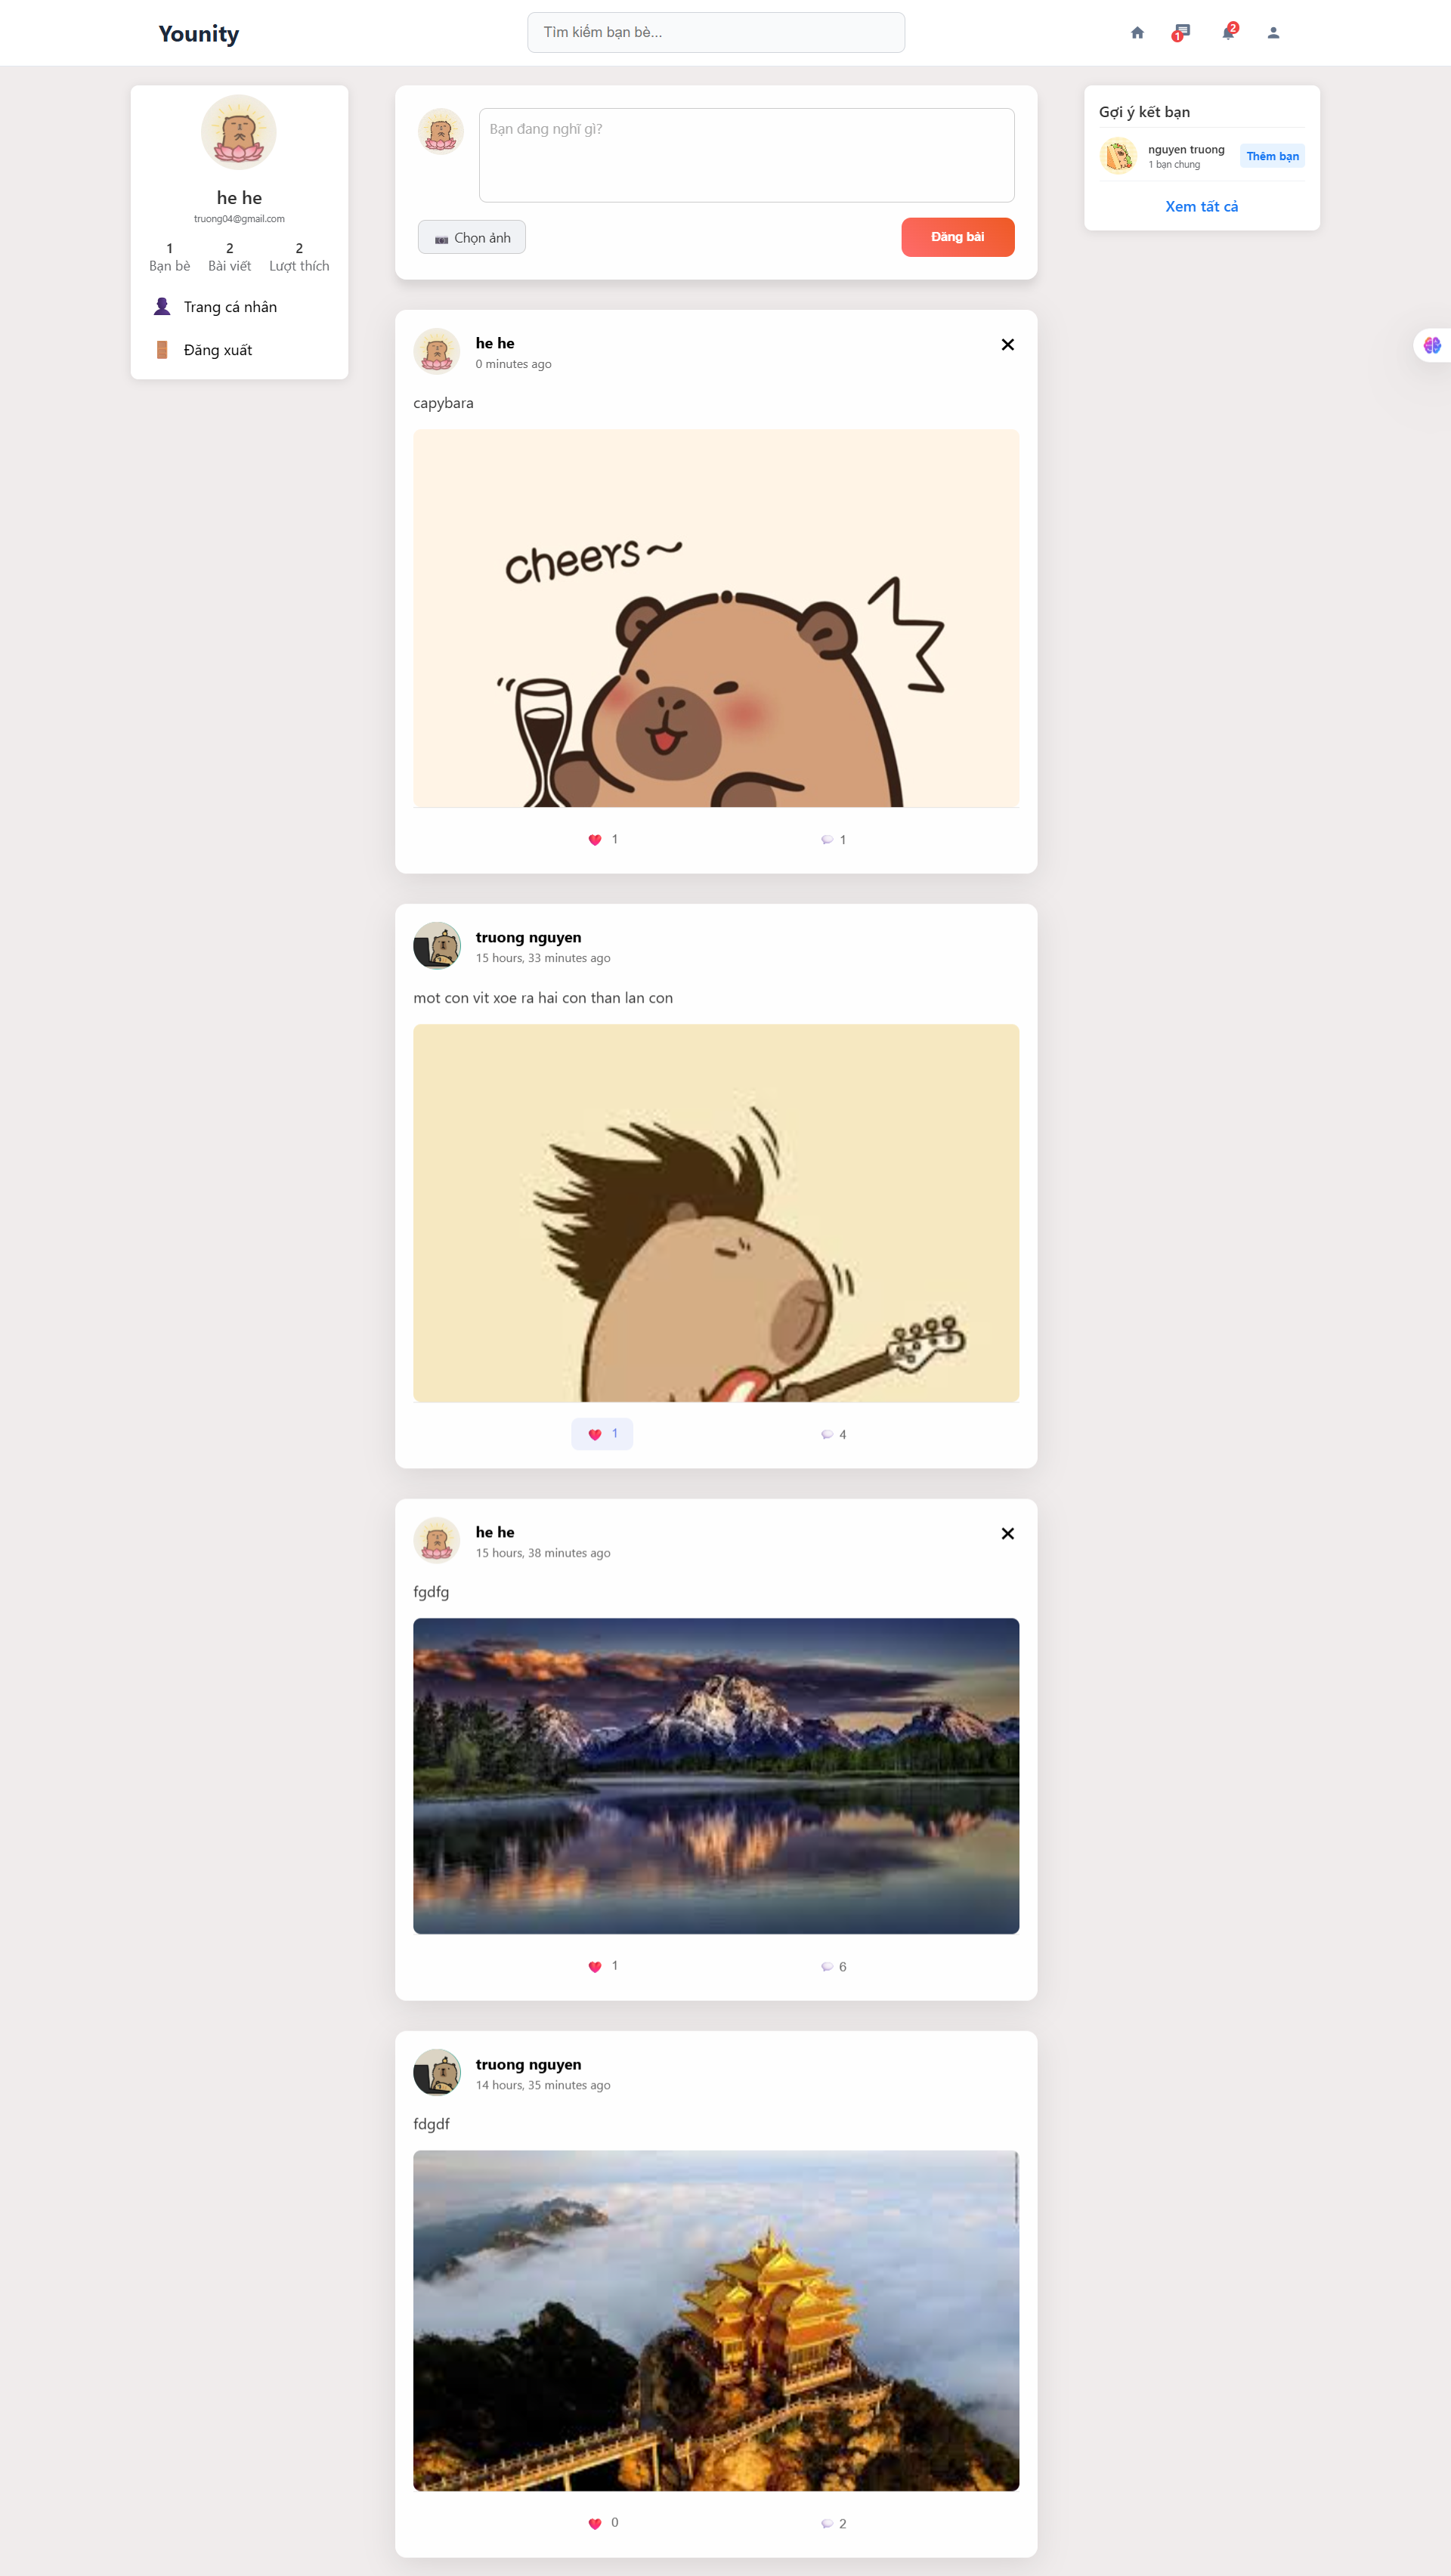 Younity
Tìm kiếm bạn bè...
1
2
he he
truong04@gmail.com
1
Bạn bè
2
Bài viết
2
Lượt thích
Trang cá nhân
Đăng xuất
Bạn đang nghĩ gì?
Chọn ảnh
Đăng bài
Gợi ý kết bạn
nguyen truong
1 bạn chung
Thêm bạn
Xem tất cả
he he
0 minutes ago
capybara
cheers~
1
1
truong nguyen
15 hours, 33 minutes ago
mot con vit xoe ra hai con than lan con
1
4
he he
15 hours, 38 minutes ago
fgdfg
1
6
truong nguyen
14 hours, 35 minutes ago
fdgdf
0
2